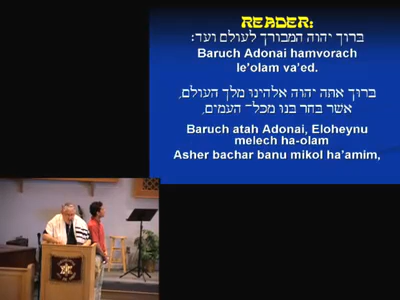 READER:
ברוך יהוה המבורך לעולם ועד:
Baruch Adonai hamvorach
le'olam va'ed.
ברוך אתה יהוה אלהינו מלך העולם,
אשר בחר בנו מכל־ העמים,
Baruch atah Adonai, Eloheynu
melech ha-olam
Asher bachar banu mikol ha'amim,